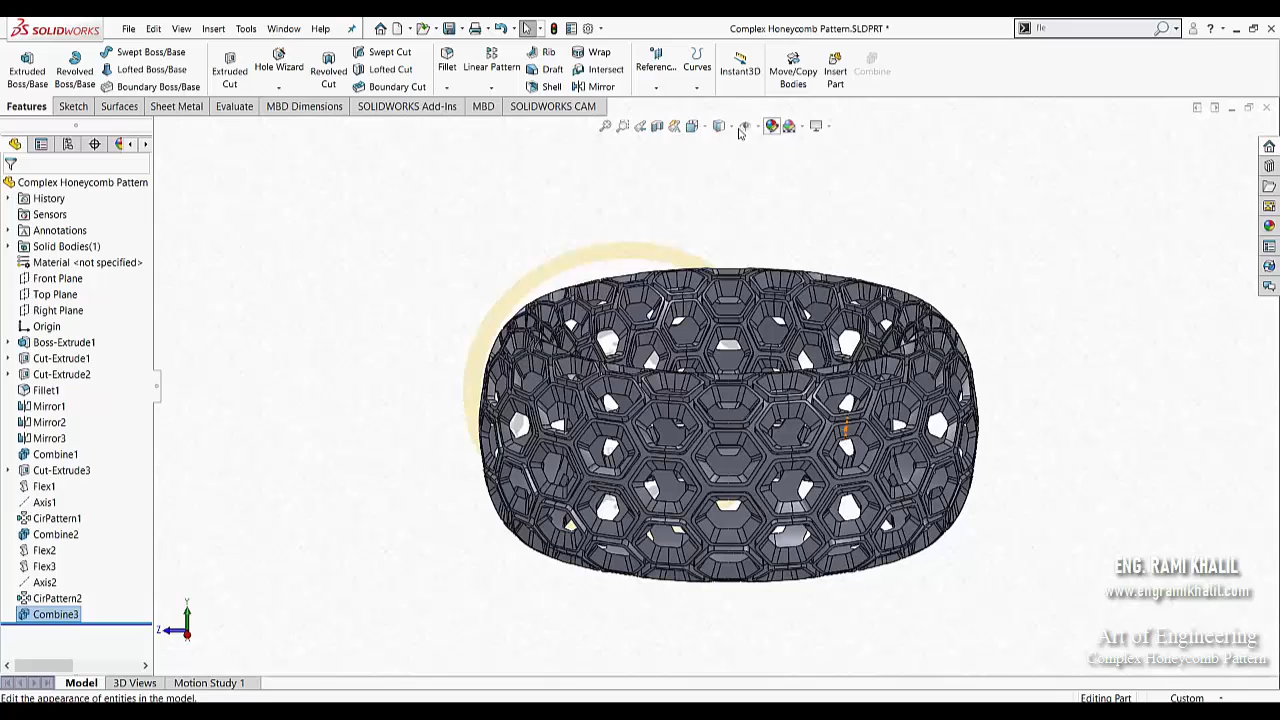 SOLIDWORKS File Edit View Insert Tools Window Help Complex Honeycomb Pattern.SLDPRT * fle
Extruded Boss/Base
Revolved Boss/Base
Swept Boss/Base
Lofted Boss/Base
Boundary Boss/Base
Extruded Cut
Hole Wizard
Revolved Cut
Swept Cut
Lofted Cut
Boundary Cut
Fillet
Linear Pattern
Rib
Draft
Shell
Wrap
Intersect
Mirror
Referenc...
Curves
Instant3D
Move/Copy Bodies
Insert Part
Combine
Features Sketch Surfaces Sheet Metal Evaluate MBD Dimensions SOLIDWORKS Add-Ins MBD SOLIDWORKS CAM
Complex Honeycomb Pattern
History
Sensors
Annotations
Solid Bodies(1)
Material <not specified>
Front Plane
Top Plane
Right Plane
Origin
Boss-Extrude1
Cut-Extrude1
Cut-Extrude2
Fillet1
Mirror1
Mirror2
Mirror3
Combine1
Cut-Extrude3
Flex1
Axis1
CirPattern1
Combine2
Flex2
Flex3
Axis2
CirPattern2
Combine3
Y
Z
ENG. RAMI KHALIL
www.engramikhalil.com
Art of Engineering
Complex Honeycomb Pattern
Model 3D Views Motion Study 1
Edit the appearance of entities in the model. Editing Part Custom